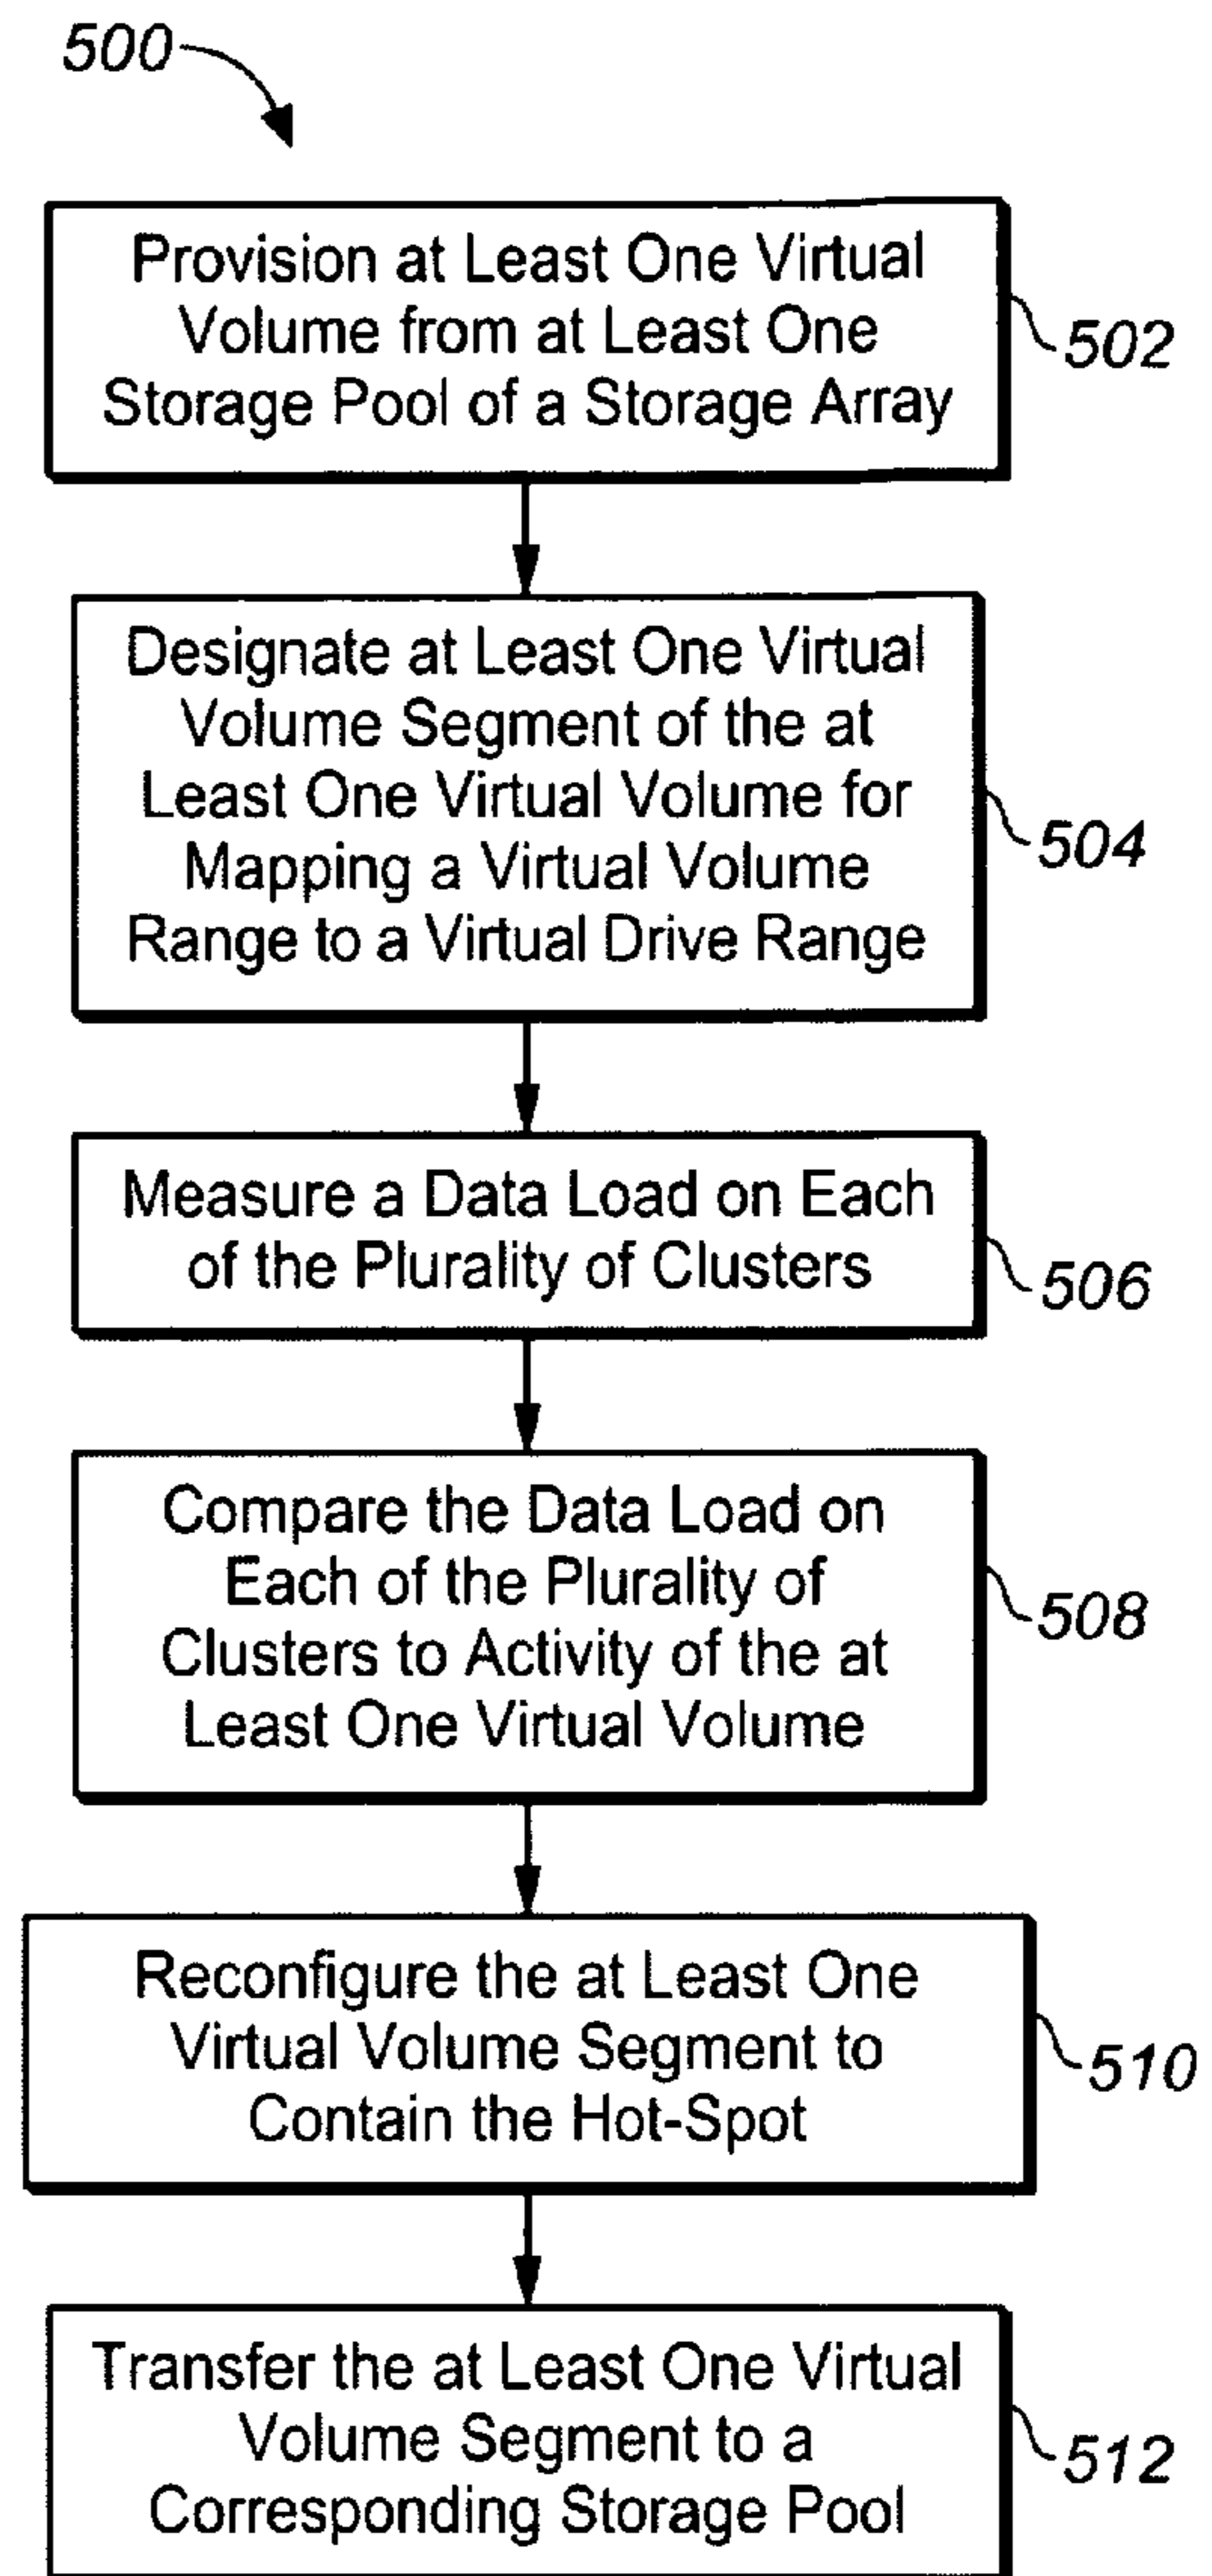 500
Provision at Least One Virtual
Volume from at Least One
Storage Pool of a Storage Array
502
Designate at Least One Virtual
Volume Segment of the at
Least One Virtual Volume for
Mapping a Virtual Volume
Range to a Virtual Drive Range
504
Measure a Data Load on Each
of the Plurality of Clusters
506
Compare the Data Load on
Each of the Plurality of
Clusters to Activity of the at
Least One Virtual Volume
508
Reconfigure the at Least One
Virtual Volume Segment to
Contain the Hot-Spot
510
Transfer the at Least One Virtual
Volume Segment to a
Corresponding Storage Pool
512